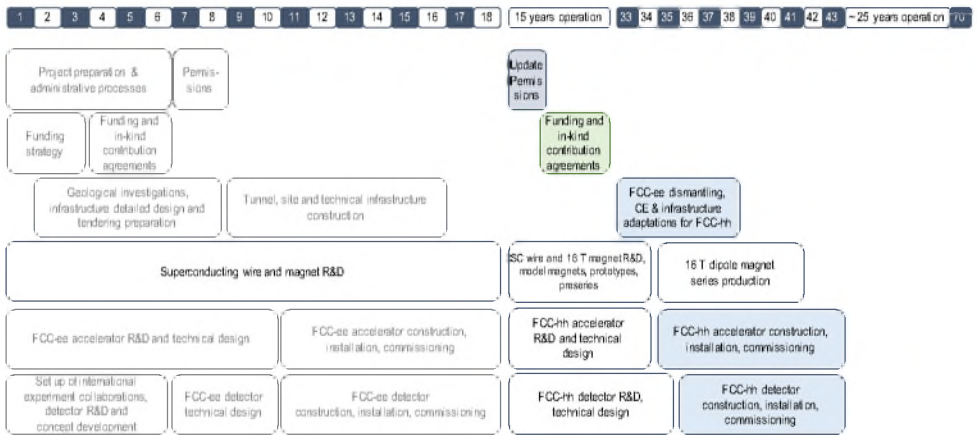 1 2 3 4 5 6 7 8 9 10 11 12 13 14 15 16 17 18 15 years operation 33 34 35 36 37 38 39 40 41 42 43 ~ 25 years operation 70
Project preparation &
administrative processes
Permis-
sions
Update
Permis
sions
Funding
strategy
Funding and
in-kind
contribution
agreements
Funding and
in-kind
contribution
agreements
Geological investigations,
infrastructure detailed design and
tendering preparation
Tunnel, site and technical infrastructure
construction
FCC-ee dismantling,
CE & infrastructure
adaptations for FCC-hh
Superconducting wire and magnet R&D
SC wire and 16 T magnet R&D,
model magnets, prototypes,
preseries
16 T dipole magnet
series production
FCC-ee accelerator R&D and technical design
FCC-ee accelerator construction,
installation, commissioning
FCC-hh accelerator
R&D and technical
design
FCC-hh accelerator construction,
installation, commissioning
Set up of international
experiment collaborations,
detector R&D and
concept development
FCC-ee detector
technical design
FCC-ee detector
construction, installation, commissioning
FCC-hh detector R&D,
technical design
FCC-hh detector
construction, installation,
commissioning